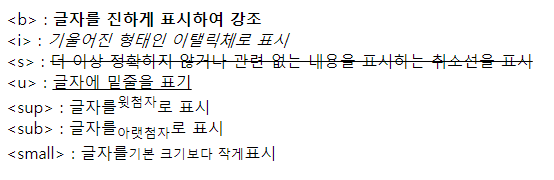 <b> : 글자를 진하게 표시하여 강조
<i> : 기울어진 형태인 이탤릭체로 표시
<s> : 더 이상 정확하지 않거나 관련 없는 내용을 표시하는 취소선을 표시
<u> : 글자에 밑줄을 표기
<sup> : 글자를윗첨자로 표시
<sub> : 글자를아랫첨자로 표시
<small> : 글자를기본 크기보다 작게표시